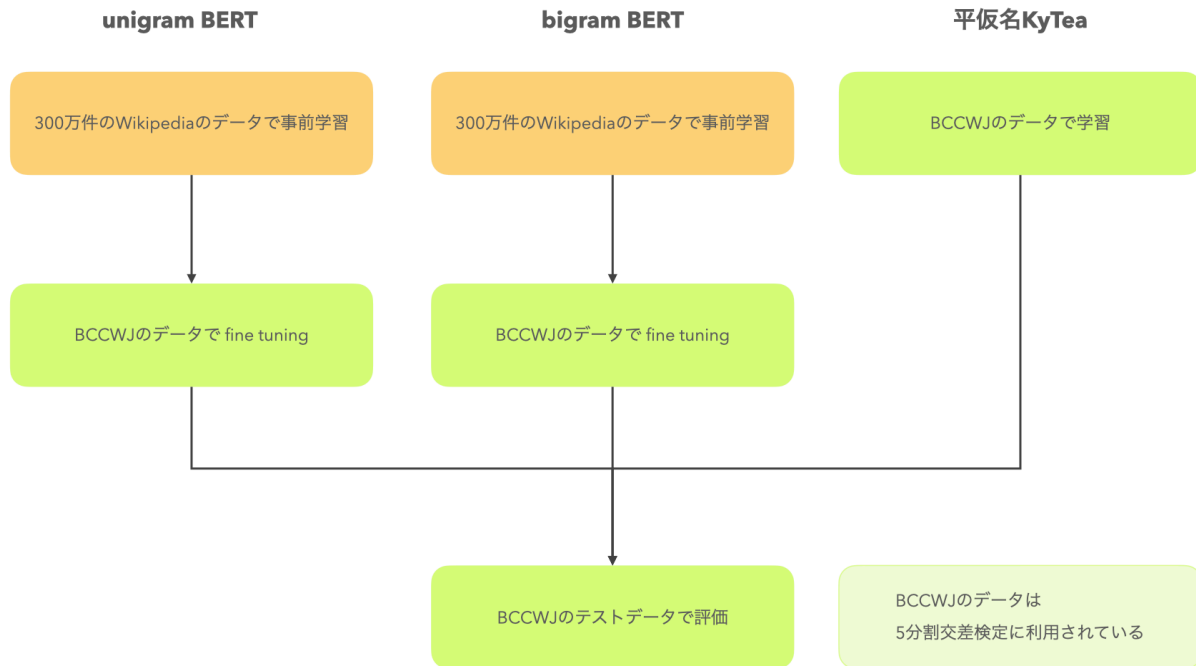 unigram BERT
bigram BERT
平仮名KyTea
300万件のWikipediaのデータで事前学習
300万件のWikipediaのデータで事前学習
BCCWJのデータで学習
BCCWJのデータで fine tuning
BCCWJのデータで fine tuning
BCCWJのテストデータで評価
BCCWJのデータは
5分割交差検定に利用されている